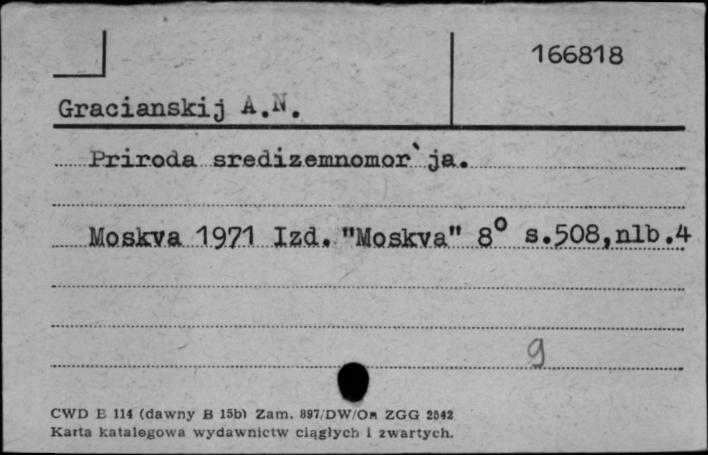 166818
Gracianskij A.N.
Priroda sredizemnomor`ja.
Moskva 1971 Izd. "Moskva" 8° s.508,nlb.4
9
CWD E 114 (dawny B 15b) Zam. 897/DW/Om ZGG 2542
Karta katalogowa wydawnictw ciągłych i zwartych.